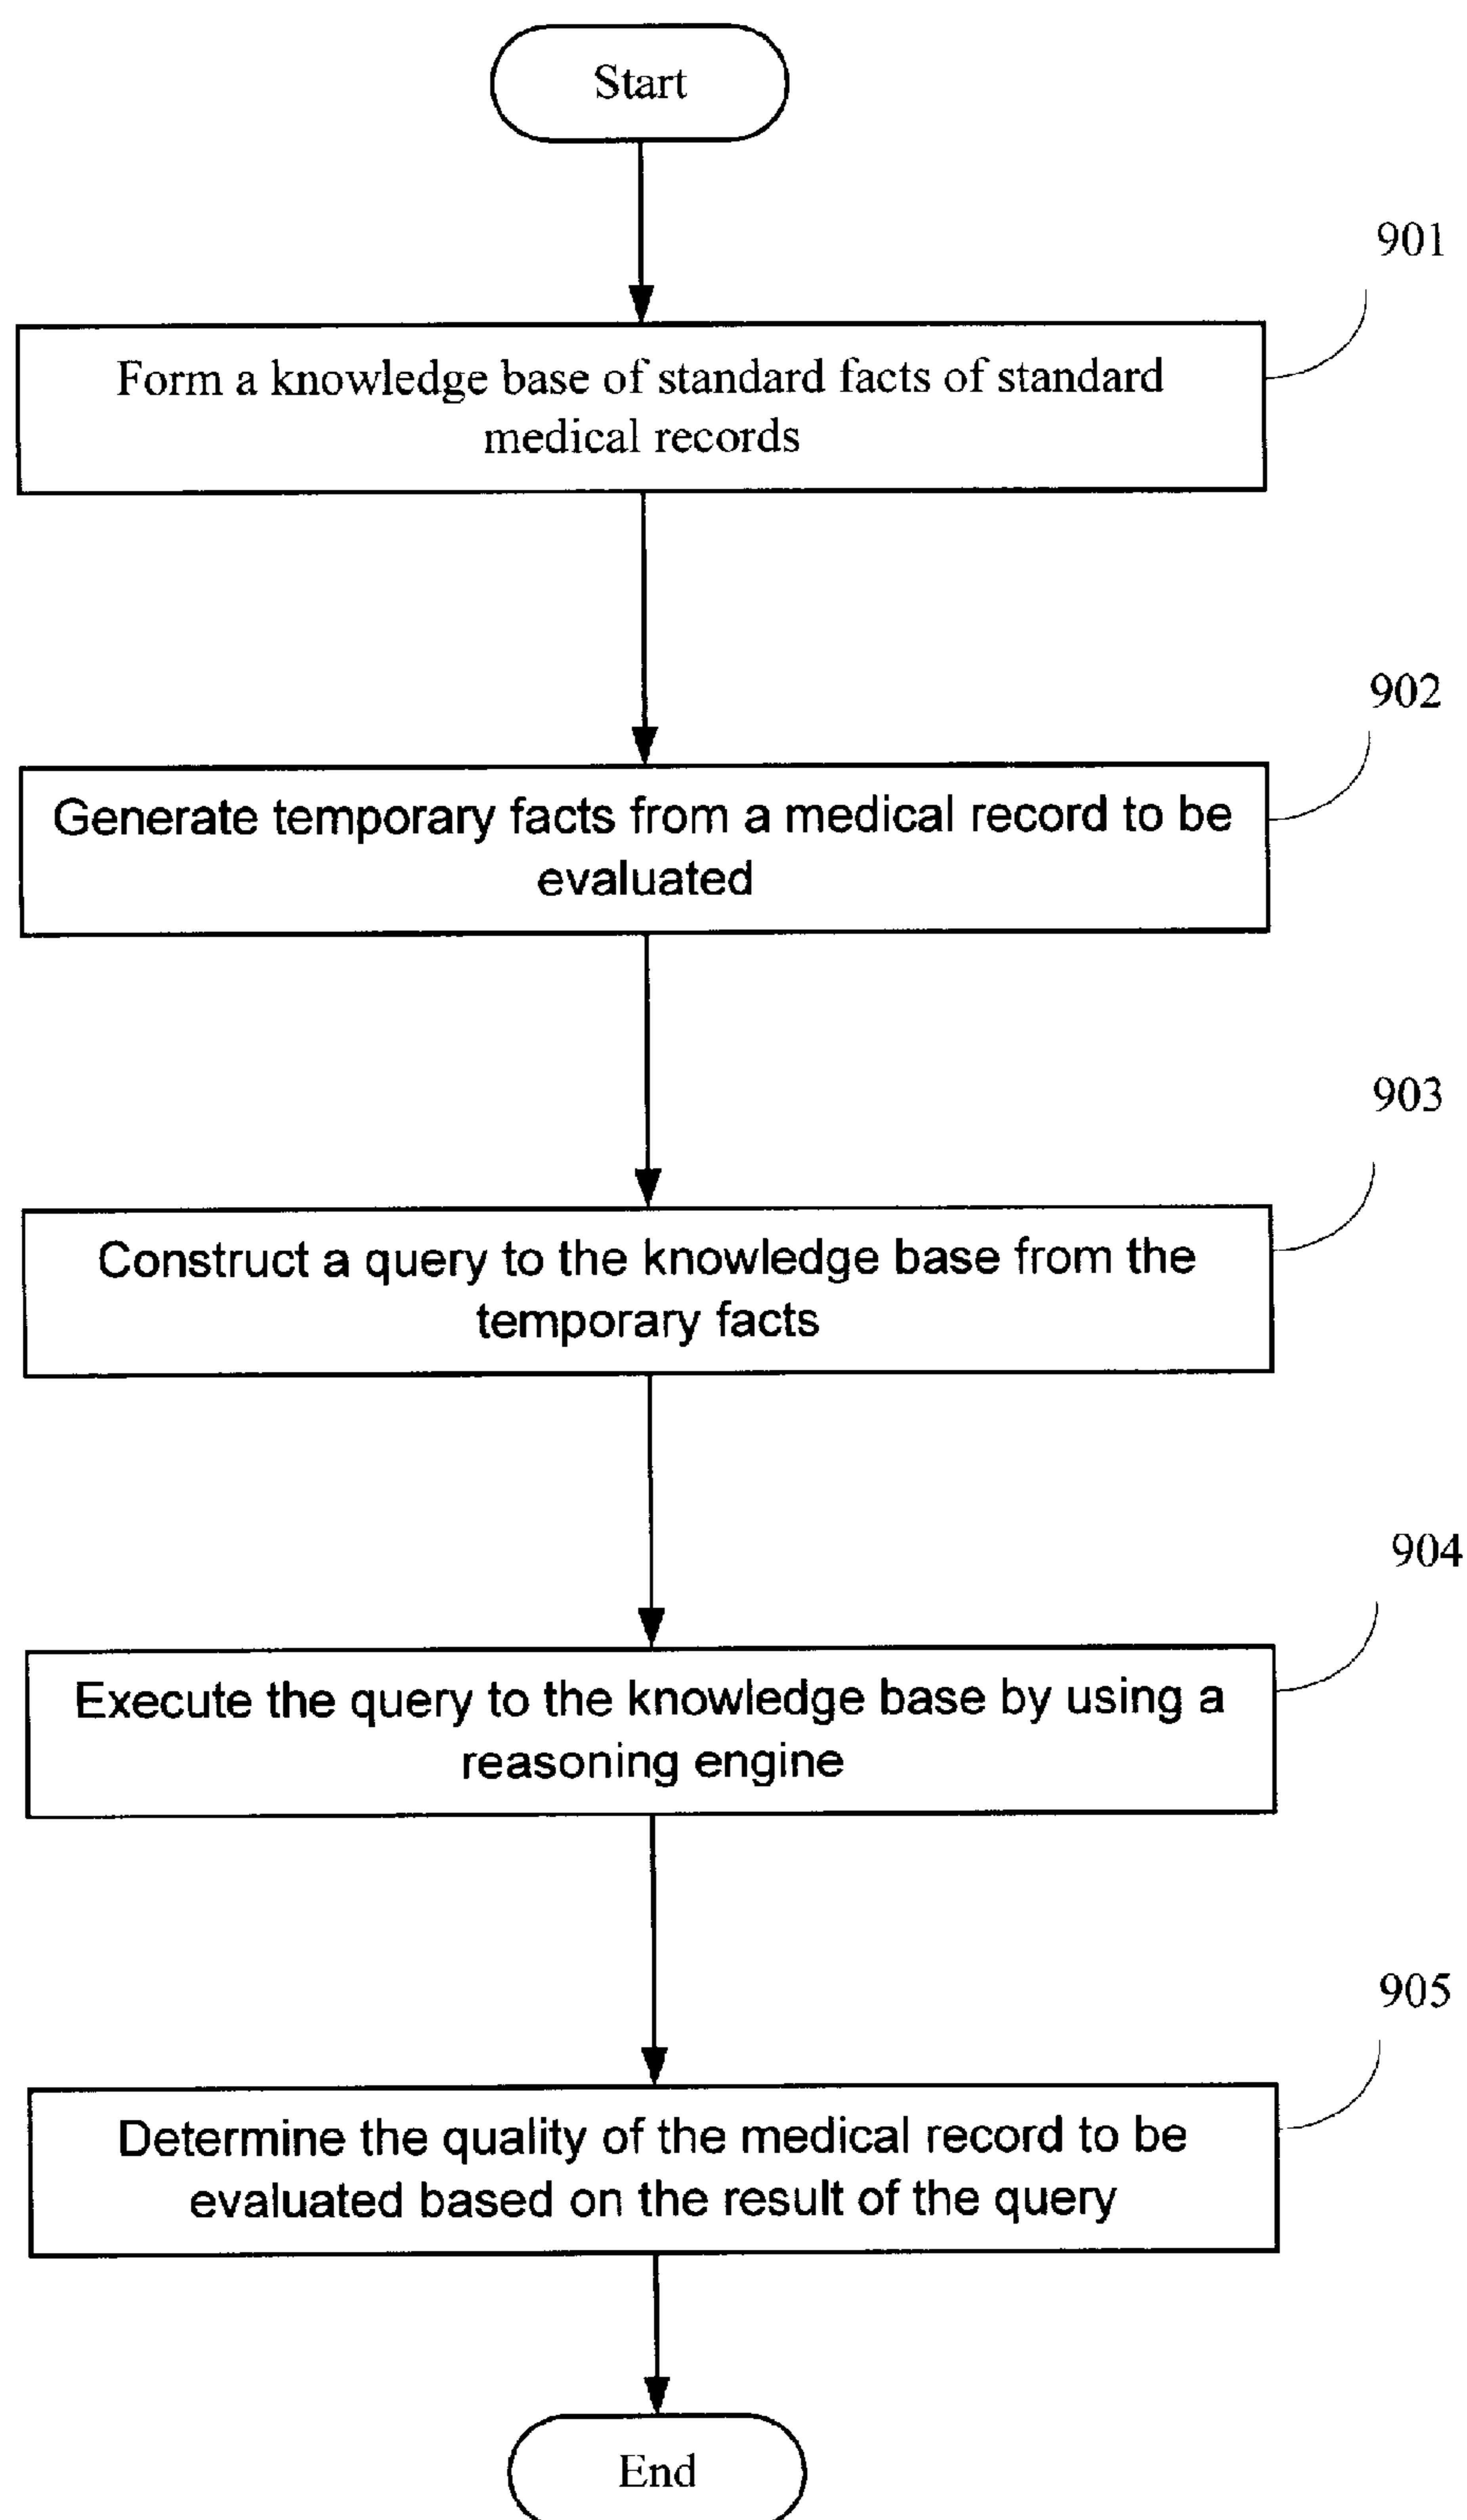 Start
901
Form a knowledge base of standard facts of standard
medical records
902
Generate temporary facts from a medical record to be
evaluated
903
Construct a query to the knowledge base from the
temporary facts
904
Execute the query to the knowledge base by using a
reasoning engine
905
Determine the quality of the medical record to be
evaluated based on the result of the query
End